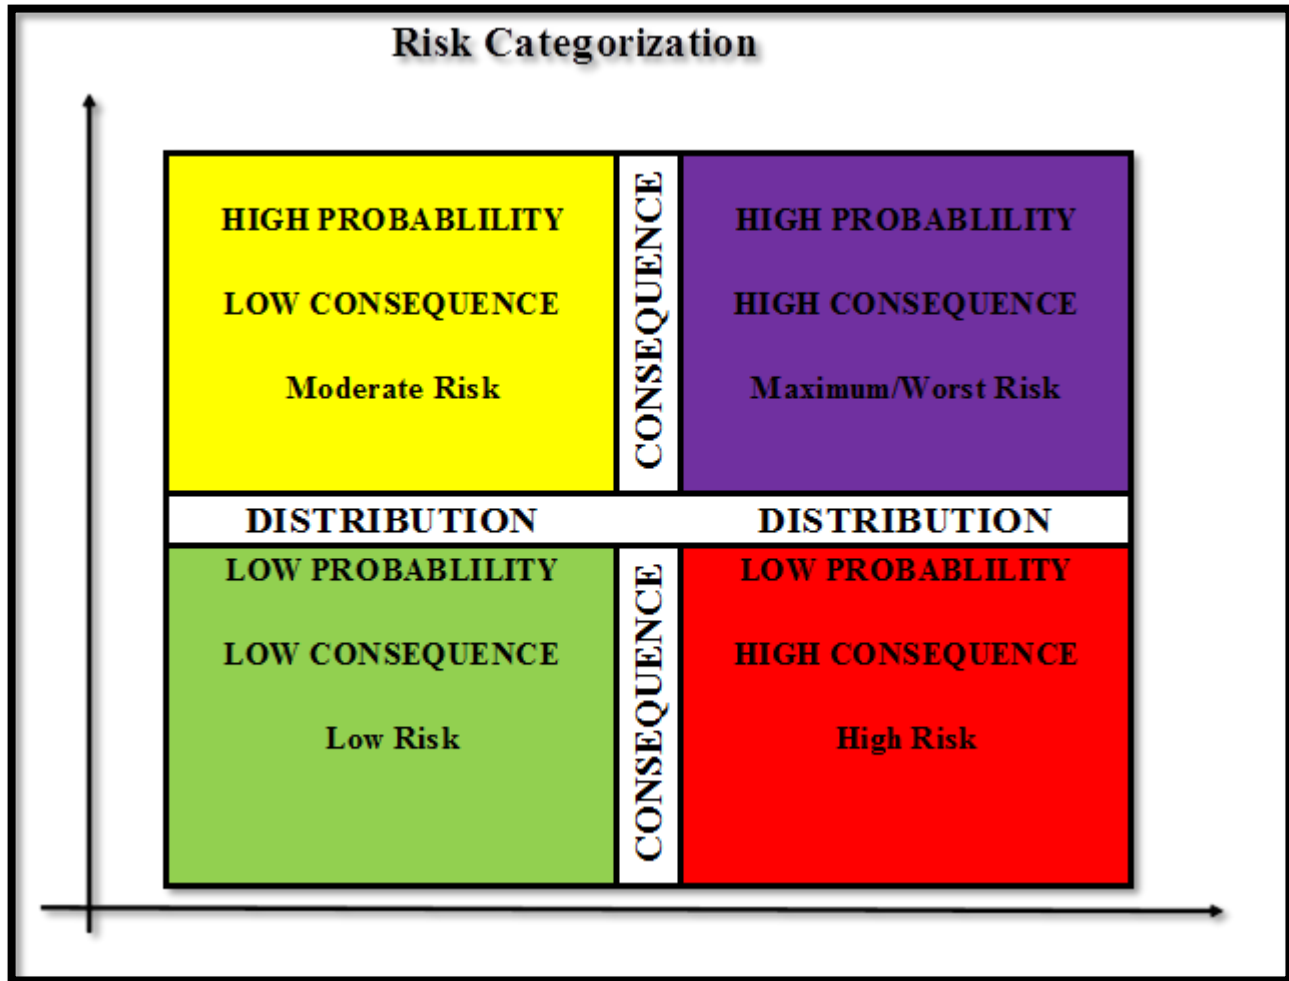 Risk Categorization
HIGH PROBABLILITY
LOW CONSEQUENCE
Moderate Risk
CONSEQUENCE
HIGH PROBABLILITY
HIGH CONSEQUENCE
Maximum/Worst Risk
DISTRIBUTION
DISTRIBUTION
LOW PROBABLILITY
LOW CONSEQUENCE
Low Risk
CONSEQUENCE
LOW PROBABLILITY
HIGH CONSEQUENCE
High Risk